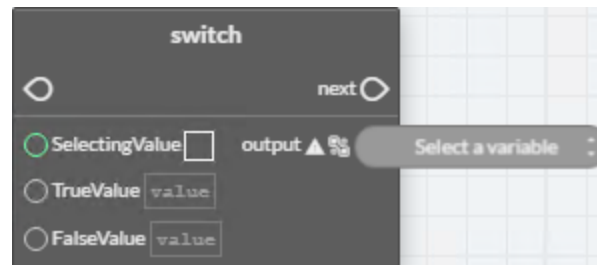 switch
next
SelectingValue output Select a variable
TrueValue value
FalseValue value